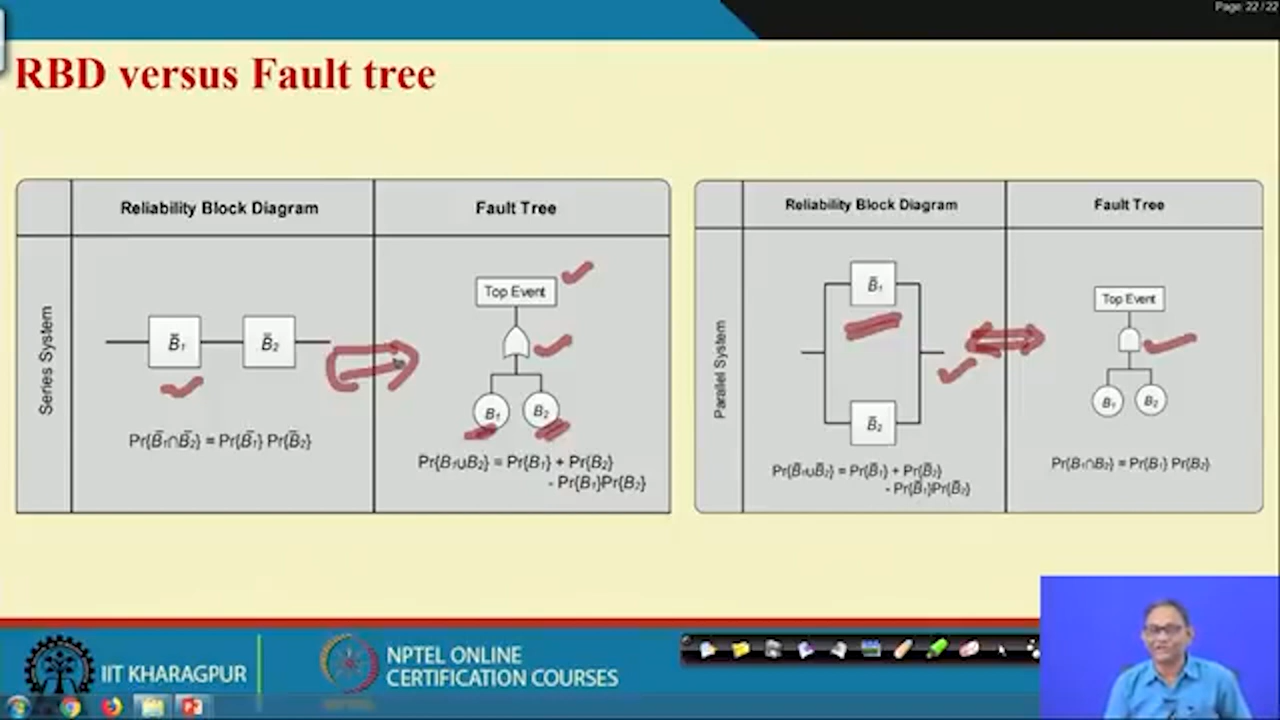 Page: 22 / 22
RBD versus Fault tree
Reliability Block Diagram
Fault Tree
Series System
B̄₁
B̄₂
Pr{B̄₁∩B̄₂} = Pr{B̄₁} Pr{B̄₂}
Top Event
B₁
B₂
Pr{B₁∪B₂} = Pr{B₁} + Pr{B₂}
- Pr{B₁}Pr{B₂}
Reliability Block Diagram
Fault Tree
Parallel System
B̄₁
B̄₂
Pr{B̄₁∪B̄₂} = Pr{B̄₁} + Pr{B̄₂}
- Pr{B̄₁}Pr{B̄₂}
Top Event
B₁
B₂
Pr{B₁∩B₂} = Pr{B₁} Pr{B₂}
IIT KHARAGPUR
NPTEL ONLINE
CERTIFICATION COURSES